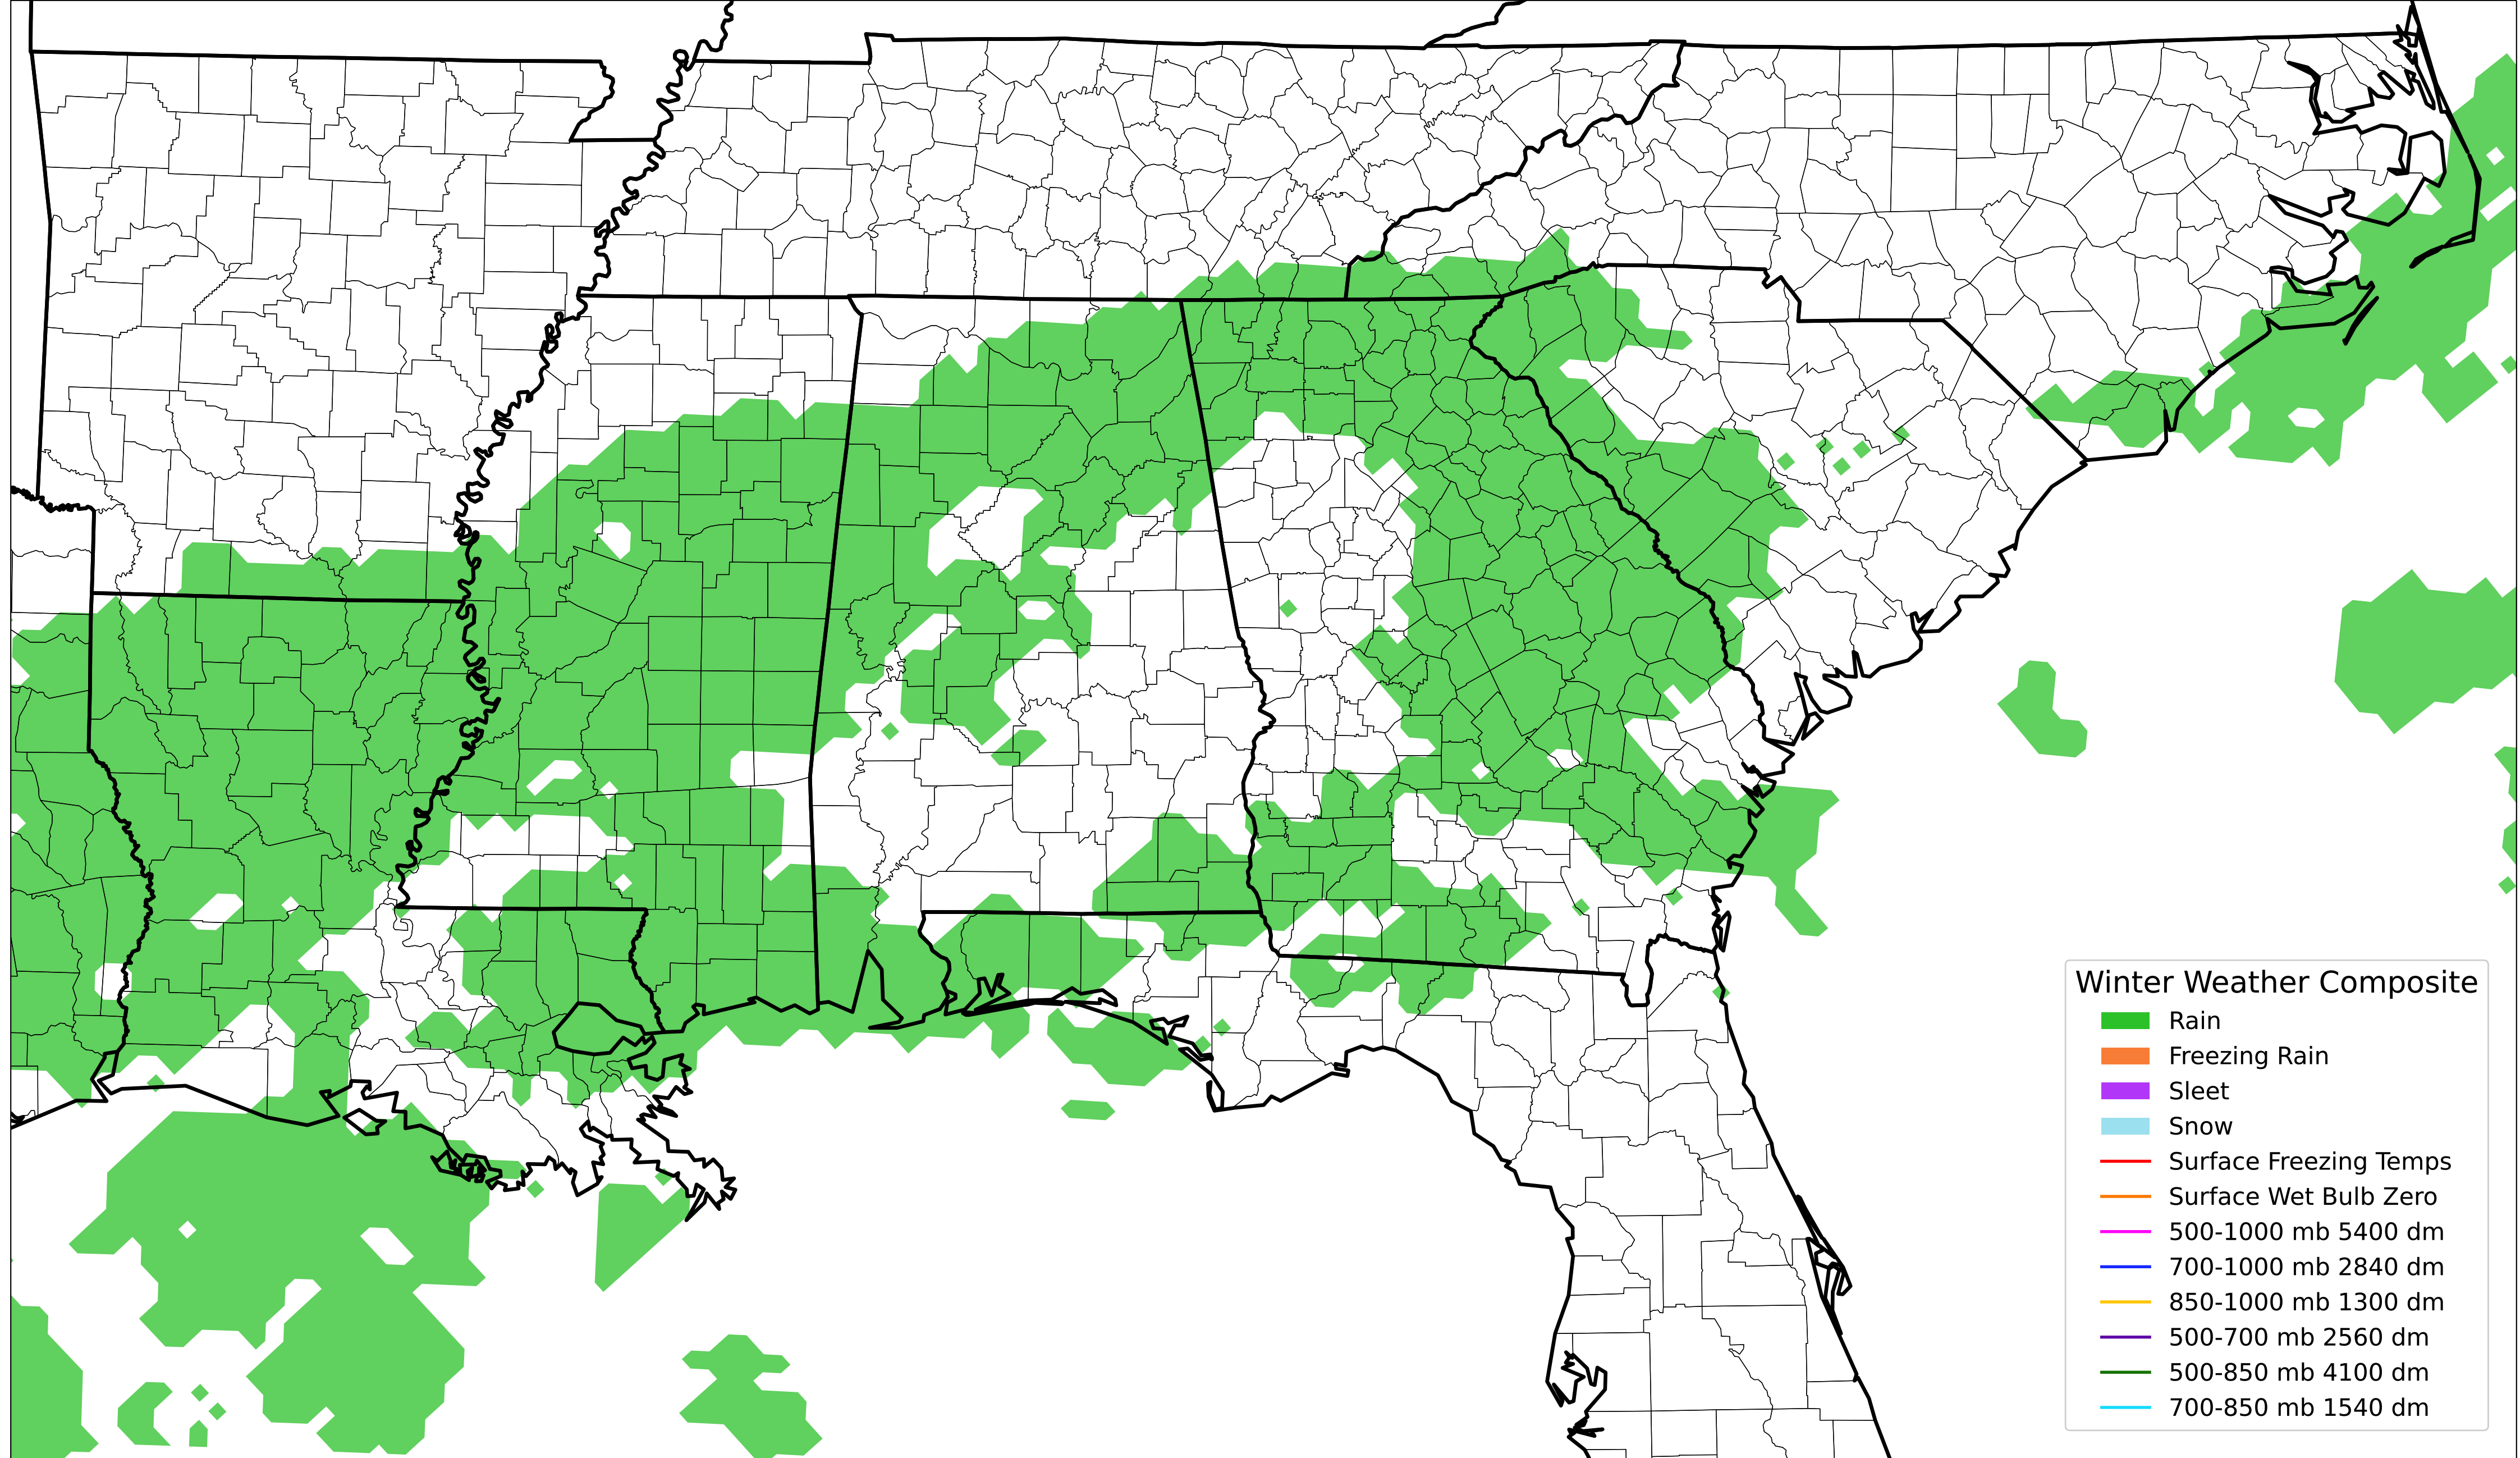 Winter Weather Composite
Rain
Freezing Rain
Sleet
Snow
Surface Freezing Temps
Surface Wet Bulb Zero
500-1000 mb 5400 dm
700-1000 mb 2840 dm
850-1000 mb 1300 dm
500-700 mb 2560 dm
500-850 mb 4100 dm
700-850 mb 1540 dm